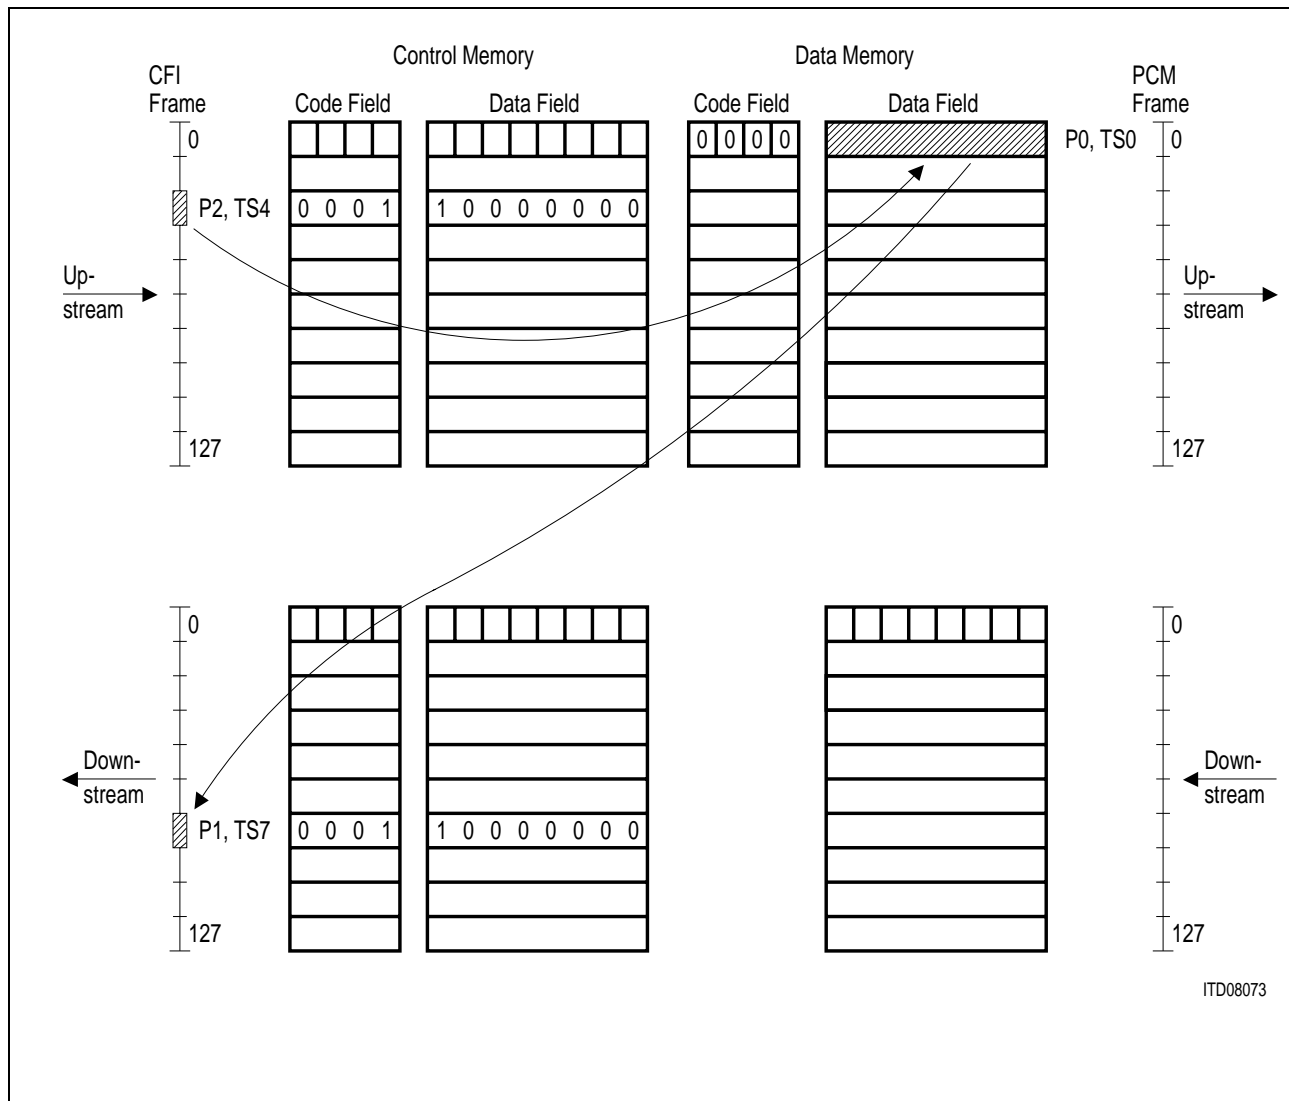 Control Memory Data Memory
CFI
Frame Code Field Data Field Code Field Data Field PCM
Frame
0 0 0 0 0 P0, TS0 0
P2, TS4 0 0 0 1 1 0 0 0 0 0 0 0
Up-
stream
Up-
stream
127 127
0 0
Down-
stream
Down-
stream
P1, TS7 0 0 0 1 1 0 0 0 0 0 0 0
127 127
ITD08073